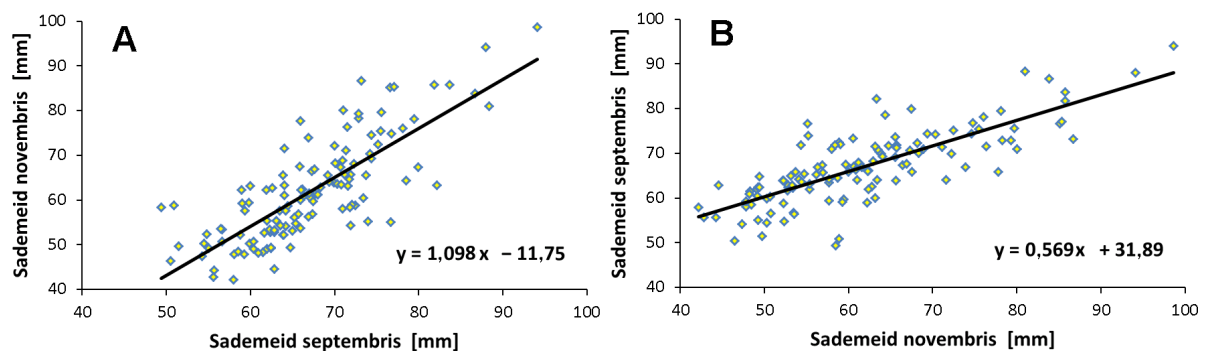 A
Sademeid novembris [mm]
100
90
80
70
60
50
40
y = 1,098x − 11,75
40 50 60 70 80 90 100
Sademeid septembris [mm]
B
Sademeid septembris [mm]
100
90
80
70
60
50
40
y = 0,569x + 31,89
40 50 60 70 80 90 100
Sademeid novembris [mm]